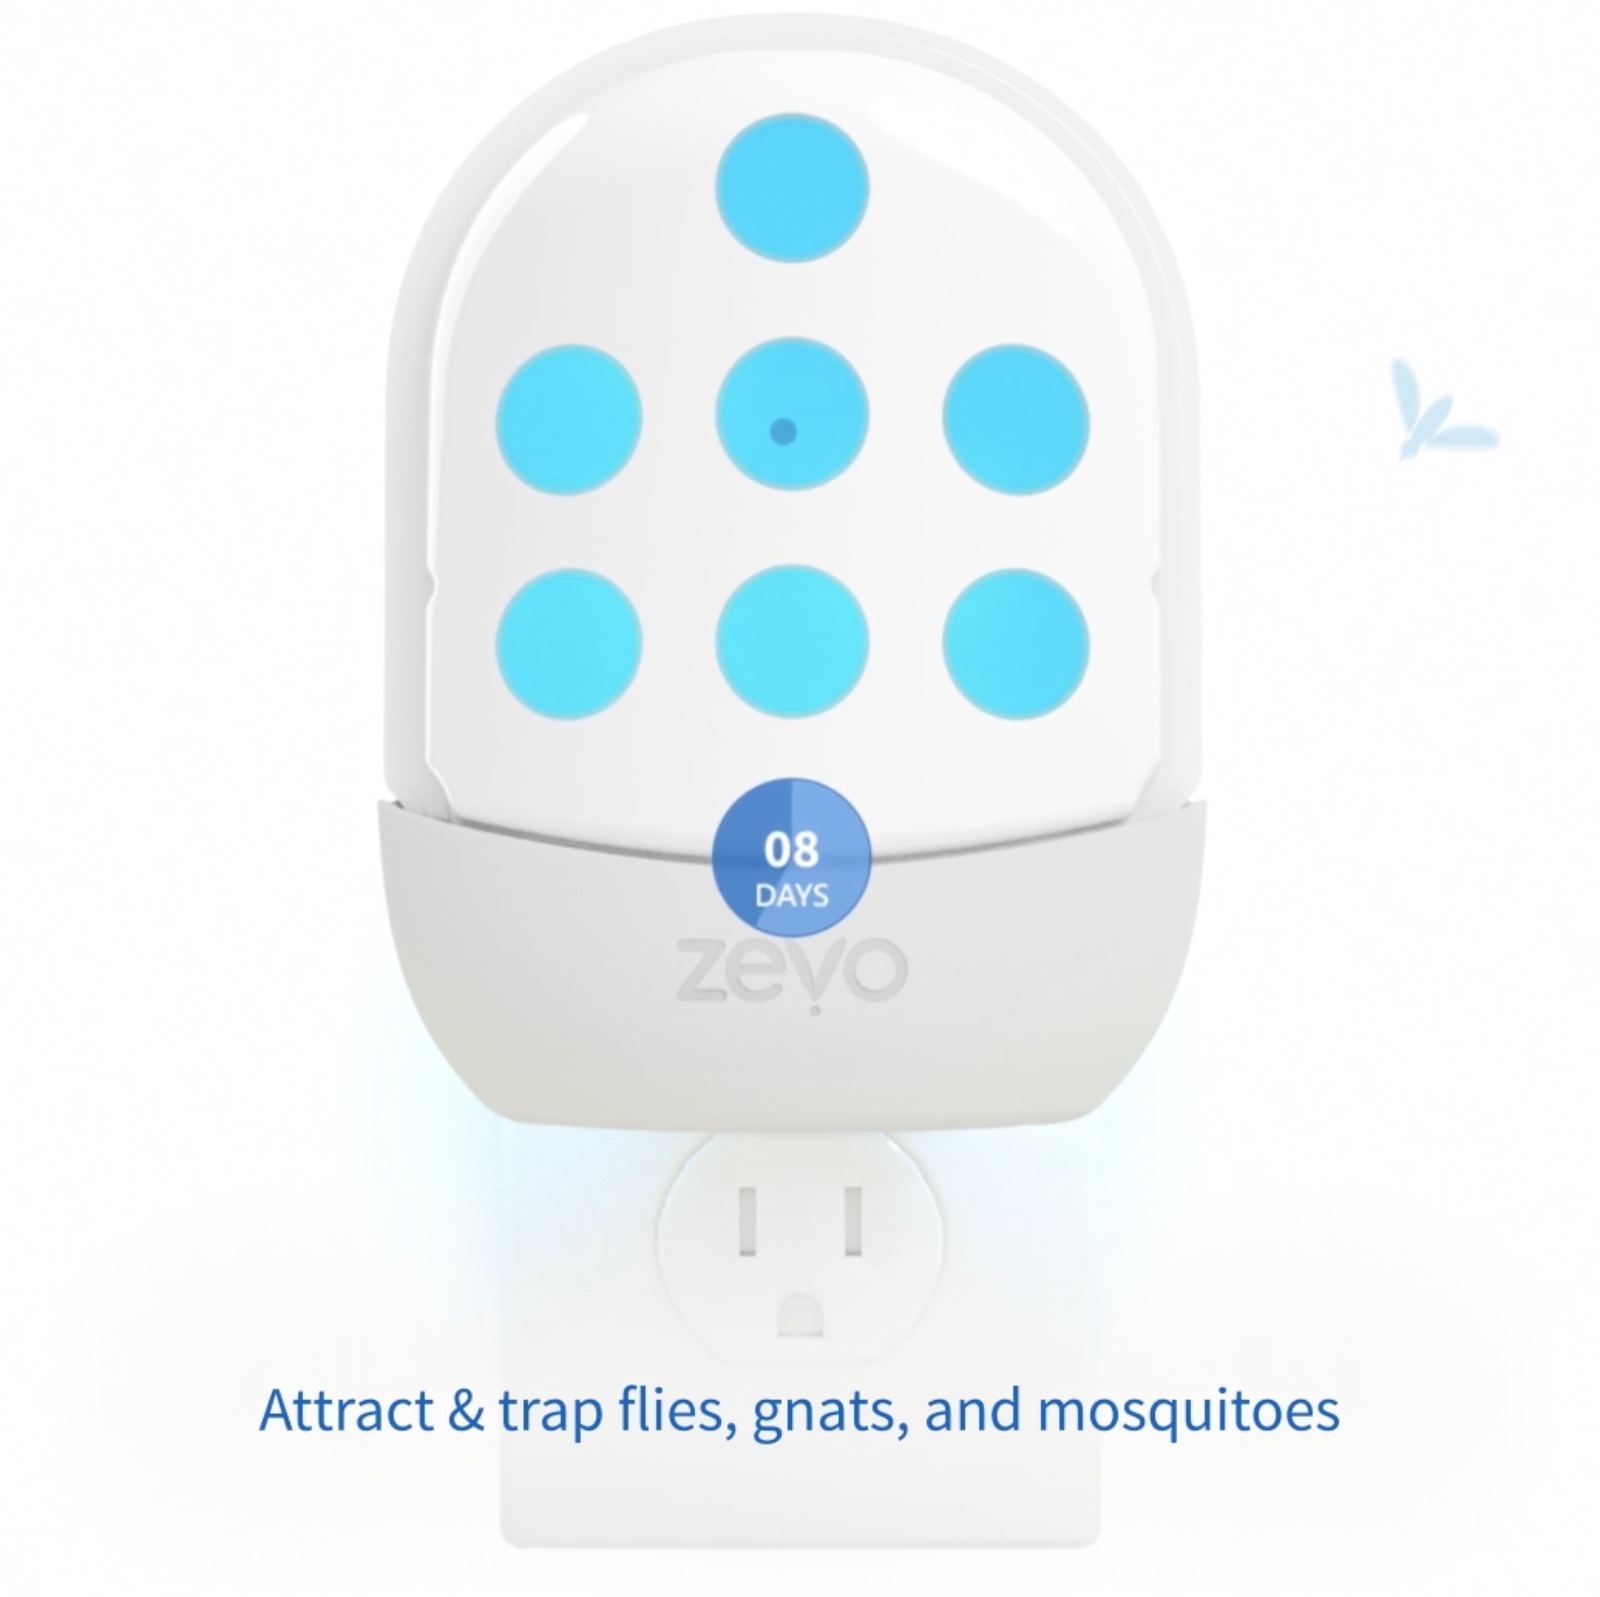 08
DAYS
zevo
Attract & trap flies, gnats, and mosquitoes